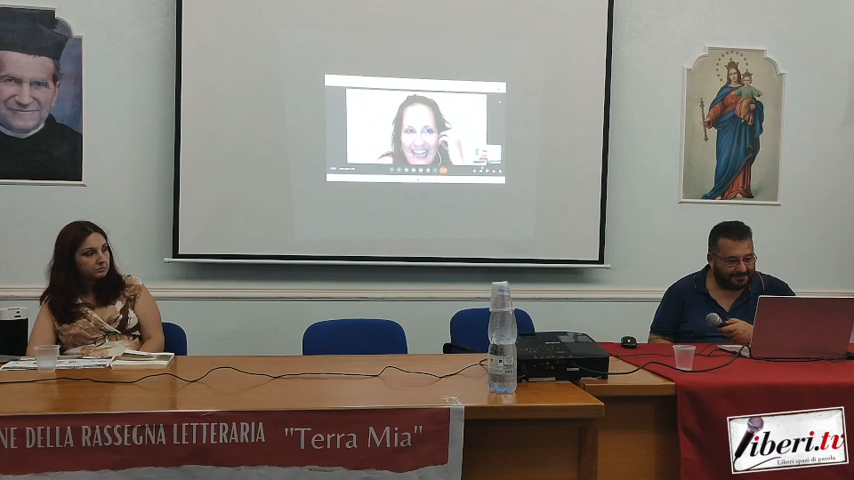 NE DELLA RASSEGNA LETTERARIA "Terra Mia"
liberi.tv
Liberi spazi di parola